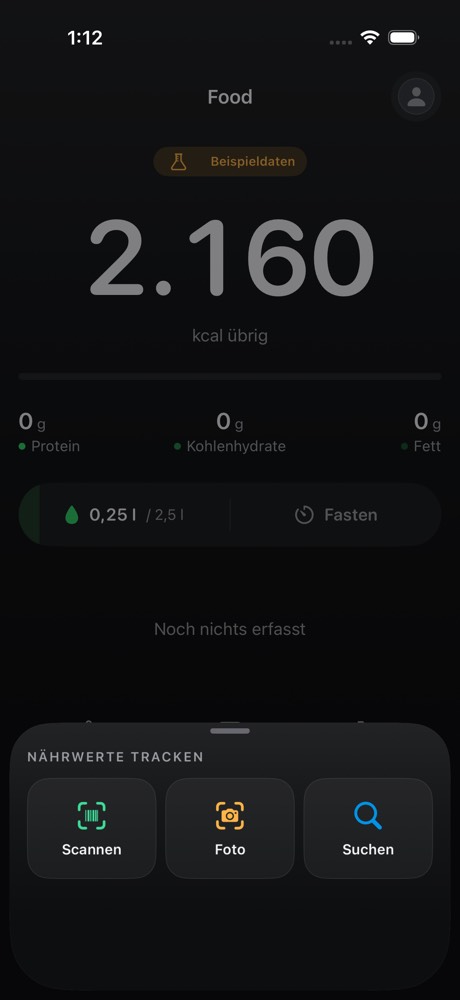 1:12
Food
Beispieldaten
2.160
kcal übrig
0 g
Protein
0 g
Kohlenhydrate
0 g
Fett
0,25 l / 2,5 l
Fasten
Noch nichts erfasst
NÄHRWERTE TRACKEN
Scannen
Foto
Suchen